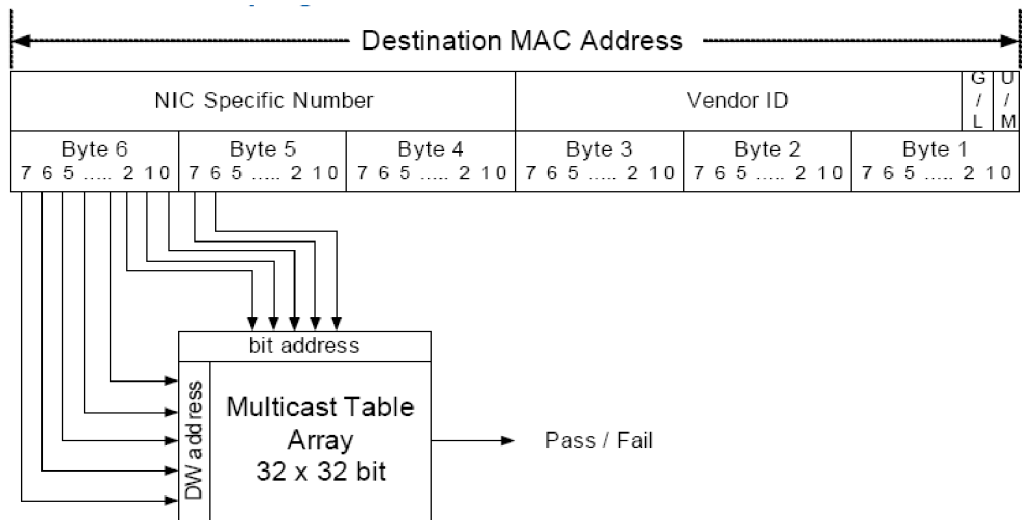 Destination MAC Address
NIC Specific Number
Vendor ID
G / L
U / M
Byte 6
Byte 5
Byte 4
Byte 3
Byte 2
Byte 1
7 6 5 ..... 2 1 0
7 6 5 ..... 2 1 0
7 6 5 ..... 2 1 0
7 6 5 ..... 2 1 0
7 6 5 ..... 2 1 0
7 6 5 ..... 2 1 0
bit address
DW address
Multicast Table
Array
32 x 32 bit
Pass / Fail